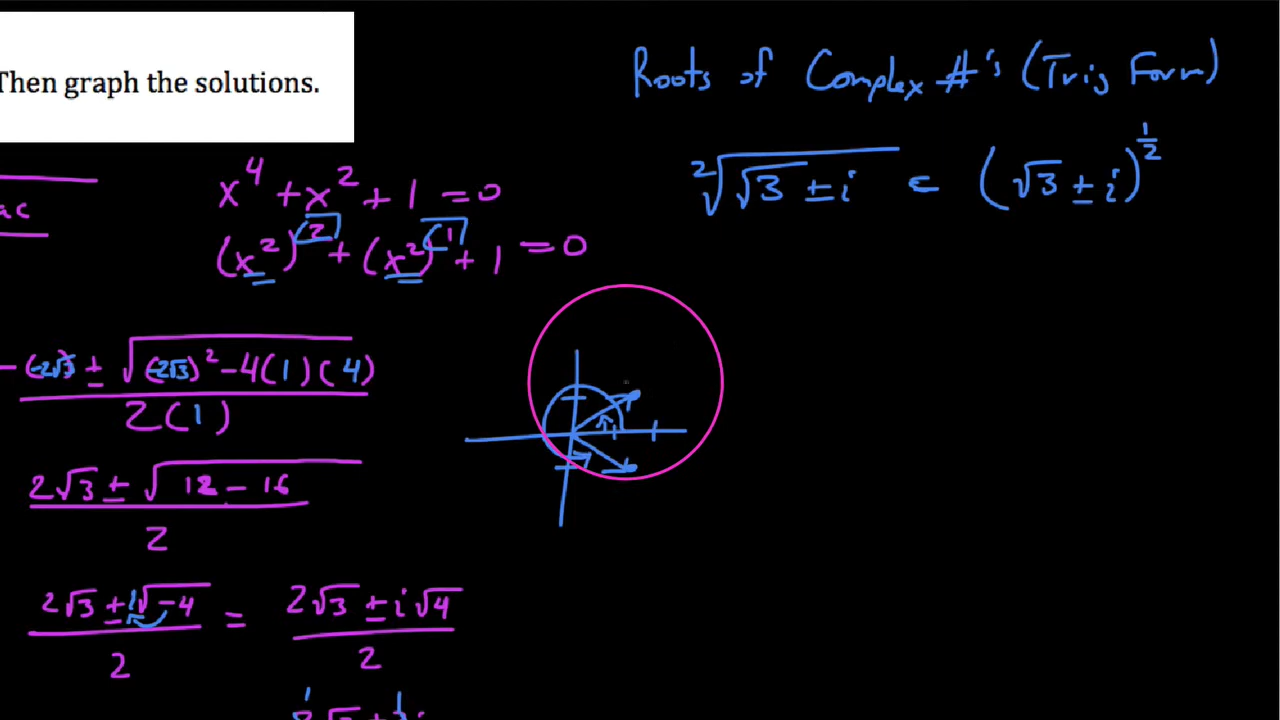 Then graph the solutions.
Roots of Complex #'s (Trig Form)
²√(√3 ± i) = (√3 ± i)^(1/2)
ac
x⁴ + x² + 1 = 0
(x²)^(2) + (x²)^(1) + 1 = 0
-(-2√3) ± √((-2√3)² - 4(1)(4))
2(1)
2√3 ± √(12 - 16)
2
2√3 ± 1√-4 = 2√3 ± i√4
2 2